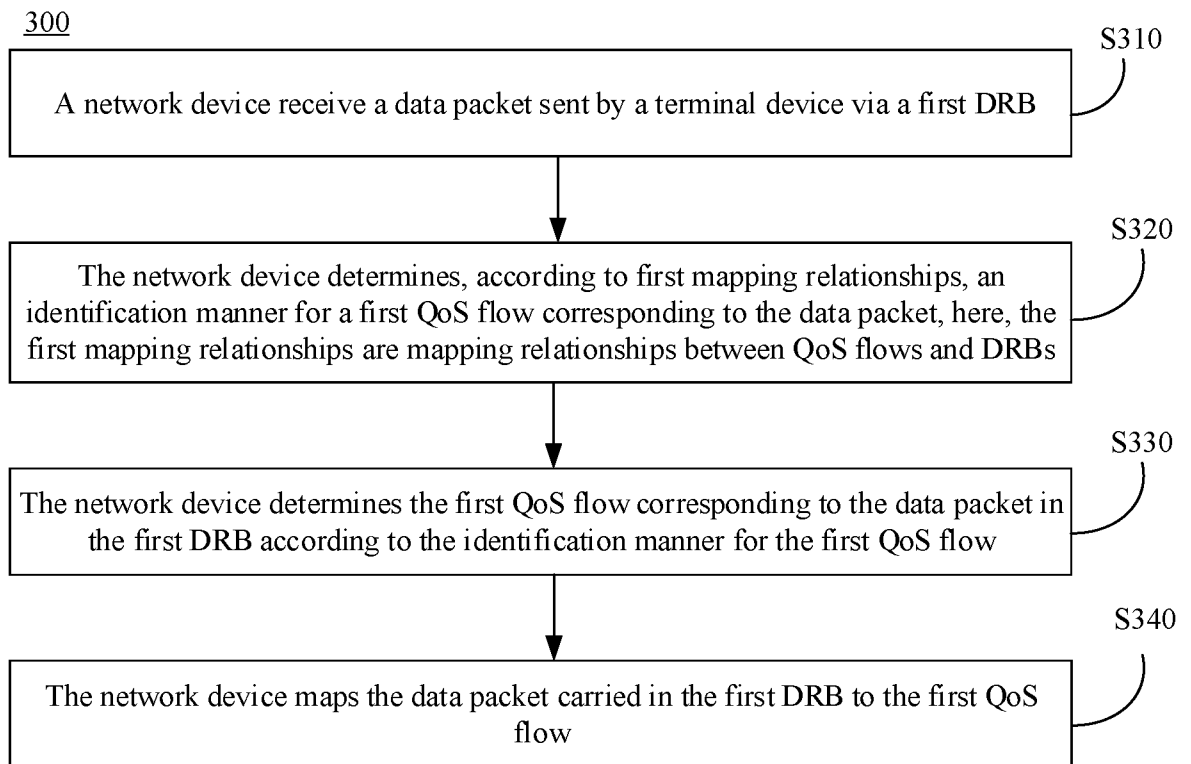 300
S310
A network device receive a data packet sent by a terminal device via a first DRB
S320
The network device determines, according to first mapping relationships, an
identification manner for a first QoS flow corresponding to the data packet, here, the
first mapping relationships are mapping relationships between QoS flows and DRBs
S330
The network device determines the first QoS flow corresponding to the data packet in
the first DRB according to the identification manner for the first QoS flow
S340
The network device maps the data packet carried in the first DRB to the first QoS
flow